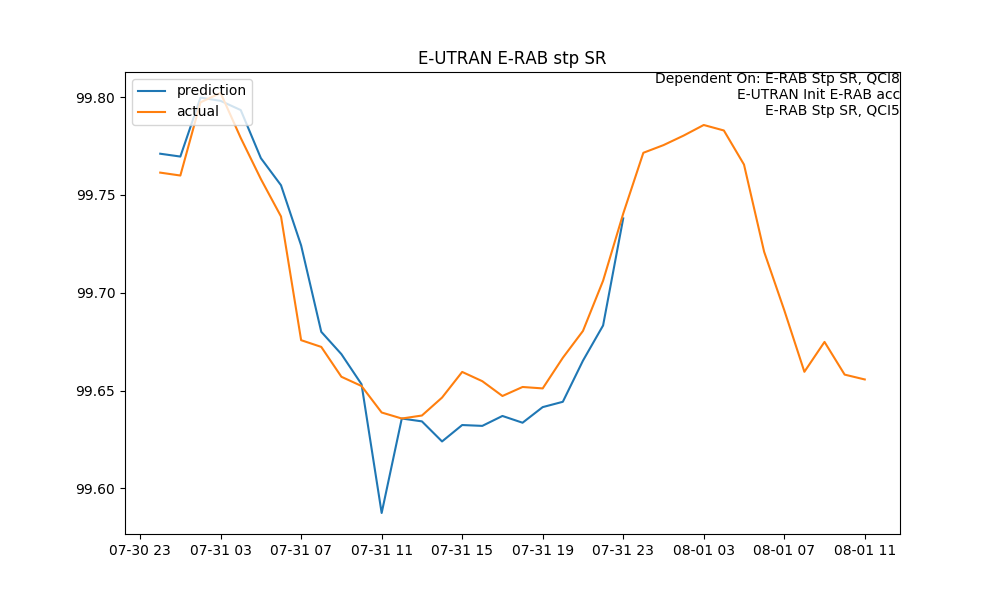 E-UTRAN E-RAB stp SR
prediction
actual
Dependent On: E-RAB Stp SR, QCI8
E-UTRAN Init E-RAB acc
E-RAB Stp SR, QCI5
99.80
99.75
99.70
99.65
99.60
07-30 23
07-31 03
07-31 07
07-31 11
07-31 15
07-31 19
07-31 23
08-01 03
08-01 07
08-01 11